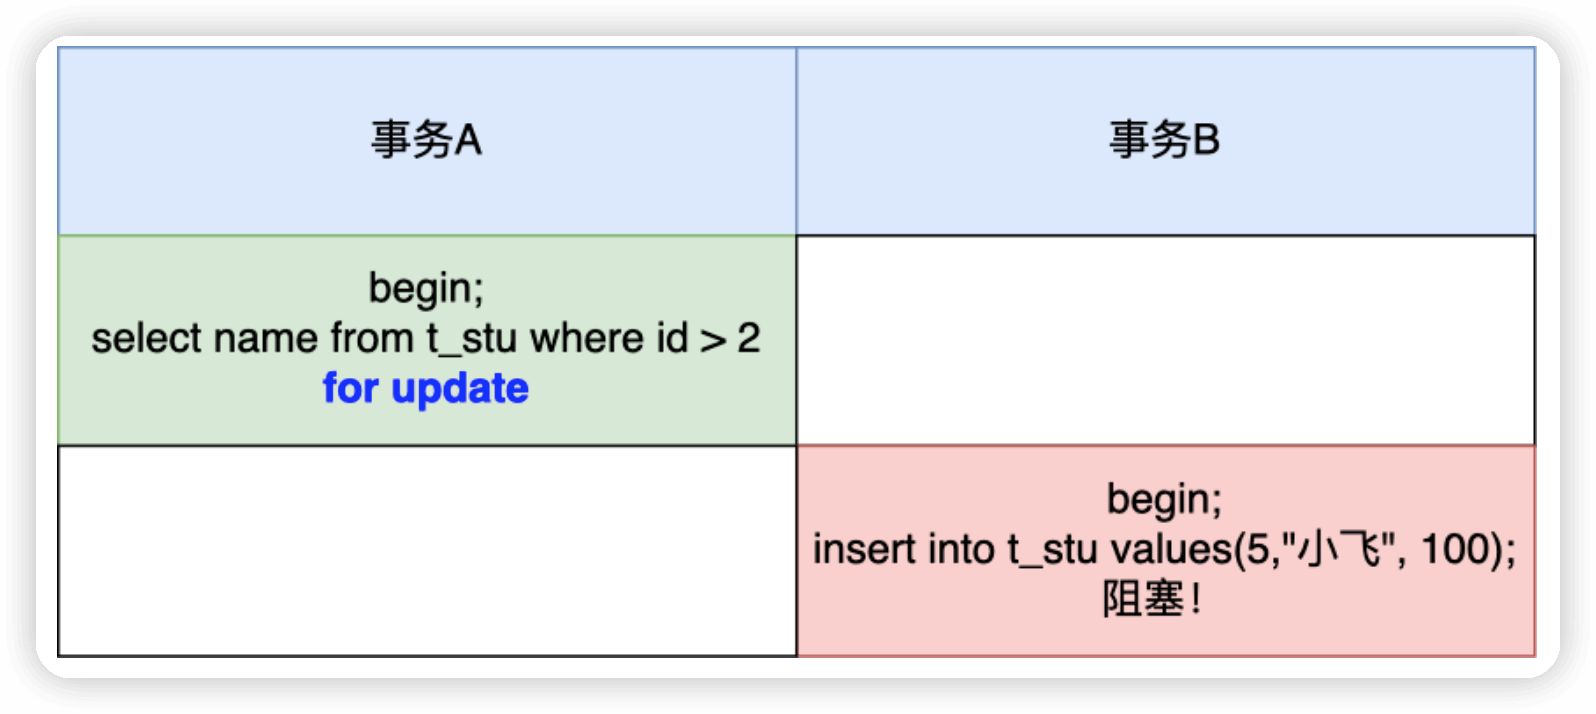 事务A
事务B
begin;
select name from t_stu where id > 2
for update
begin;
insert into t_stu values(5,"小飞", 100);
阻塞！